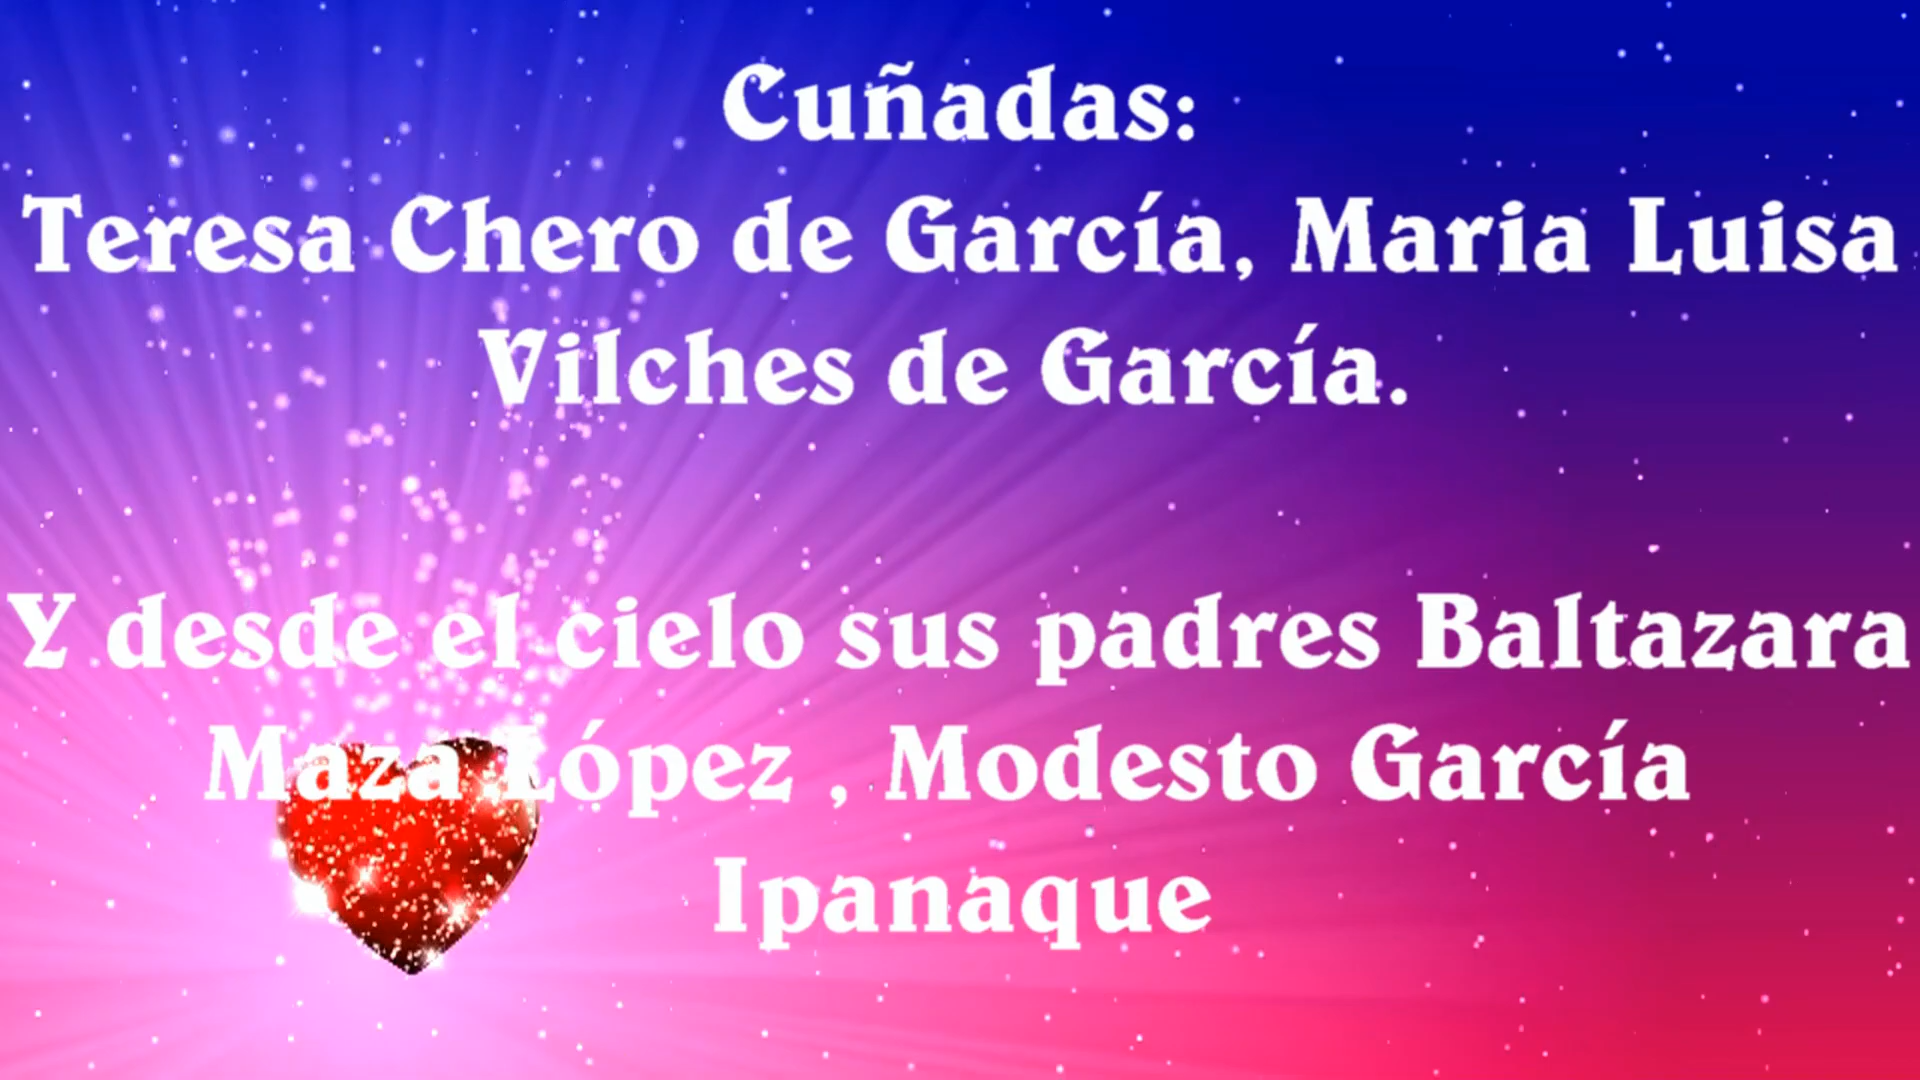 Cuñadas:
Teresa Chero de García, Maria Luisa
Vilches de García.
Y desde el cielo sus padres Baltazara
Maza López , Modesto García
Ipanaque